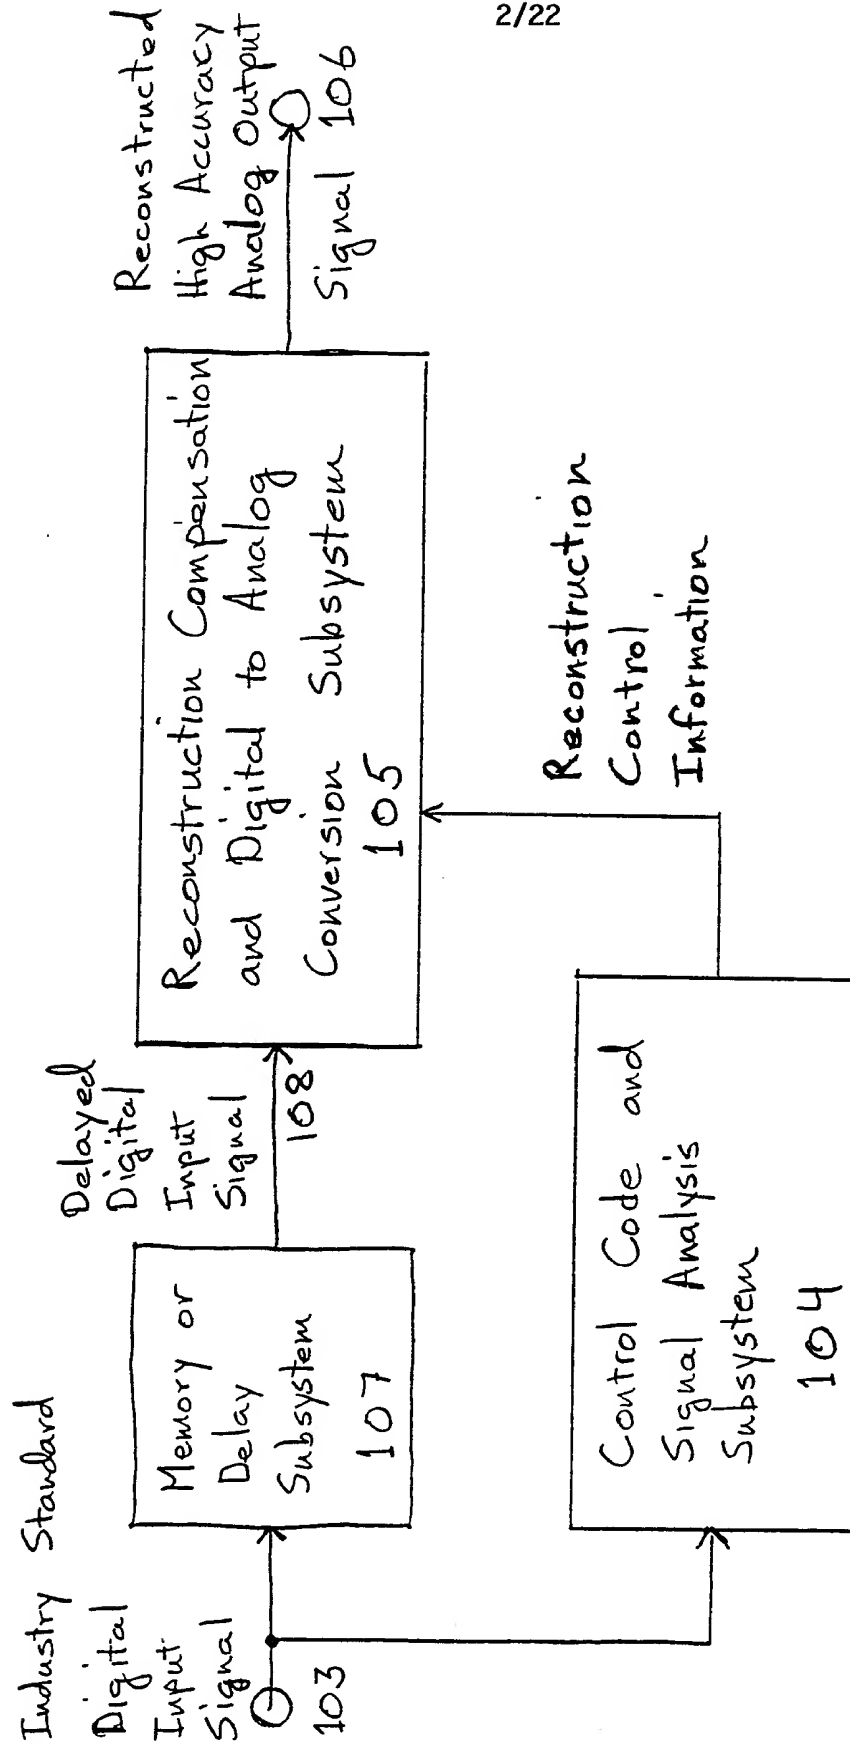 2/22
Industry Standard
Digital
Input
Signal
103
Memory or
Delay
Subsystem
107
Delayed
Digital
Input
Signal
108
Reconstruction Compensation
and Digital to Analog
Conversion Subsystem
105
Reconstructed
High Accuracy
Analog Output
Signal 106
Control Code and
Signal Analysis
Subsystem
104
Reconstruction
Control
Information